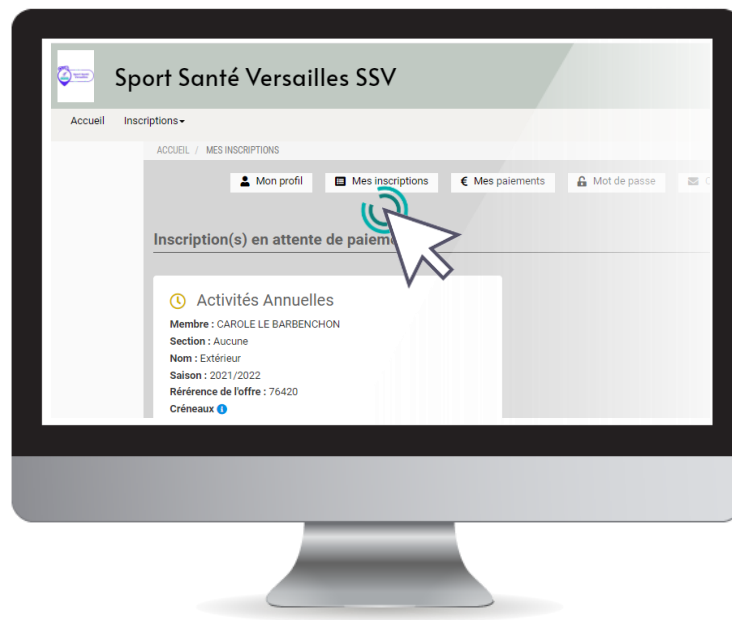 Sport Santé Versailles SSV
Accueil Inscriptions
ACCUEIL / MES INSCRIPTIONS
Mon profil Mes inscriptions € Mes paiements Mot de passe
Inscription(s) en attente de
Activités Annuelles
Membre : CAROLE LE BARBENCHON
Section : Aucune
Nom : Extérieur
Saison : 2021/2022
Rérérence de l'offre : 76420
Créneaux